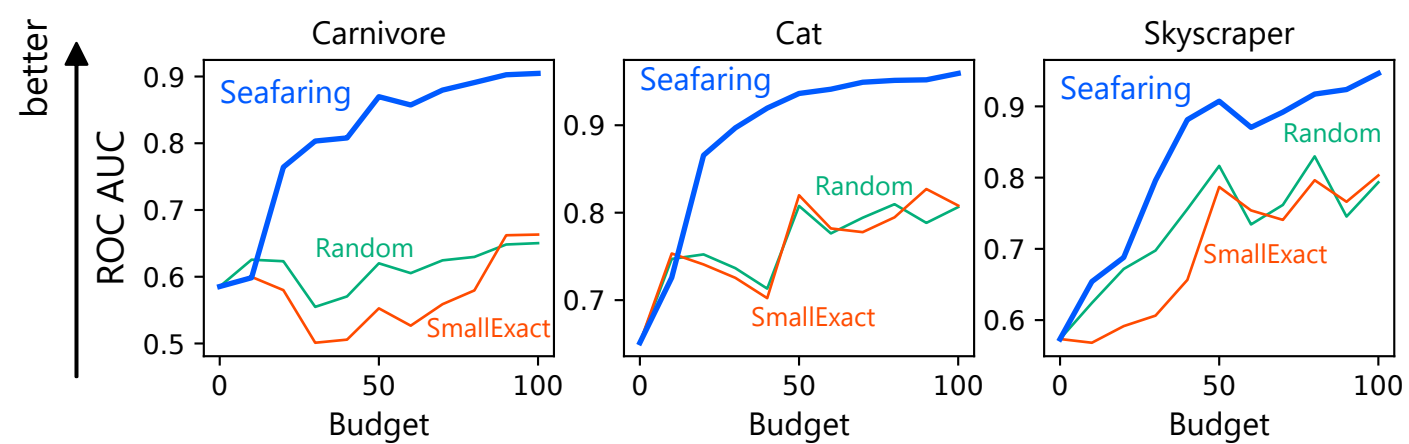 better
ROC AUC
Carnivore
0.9
0.8
0.7
0.6
0.5
Seafaring
Random
SmallExact
0
50
100
Budget
Cat
0.9
0.8
0.7
Seafaring
Random
SmallExact
0
50
100
Budget
Skyscraper
0.9
0.8
0.7
0.6
Seafaring
Random
SmallExact
0
50
100
Budget